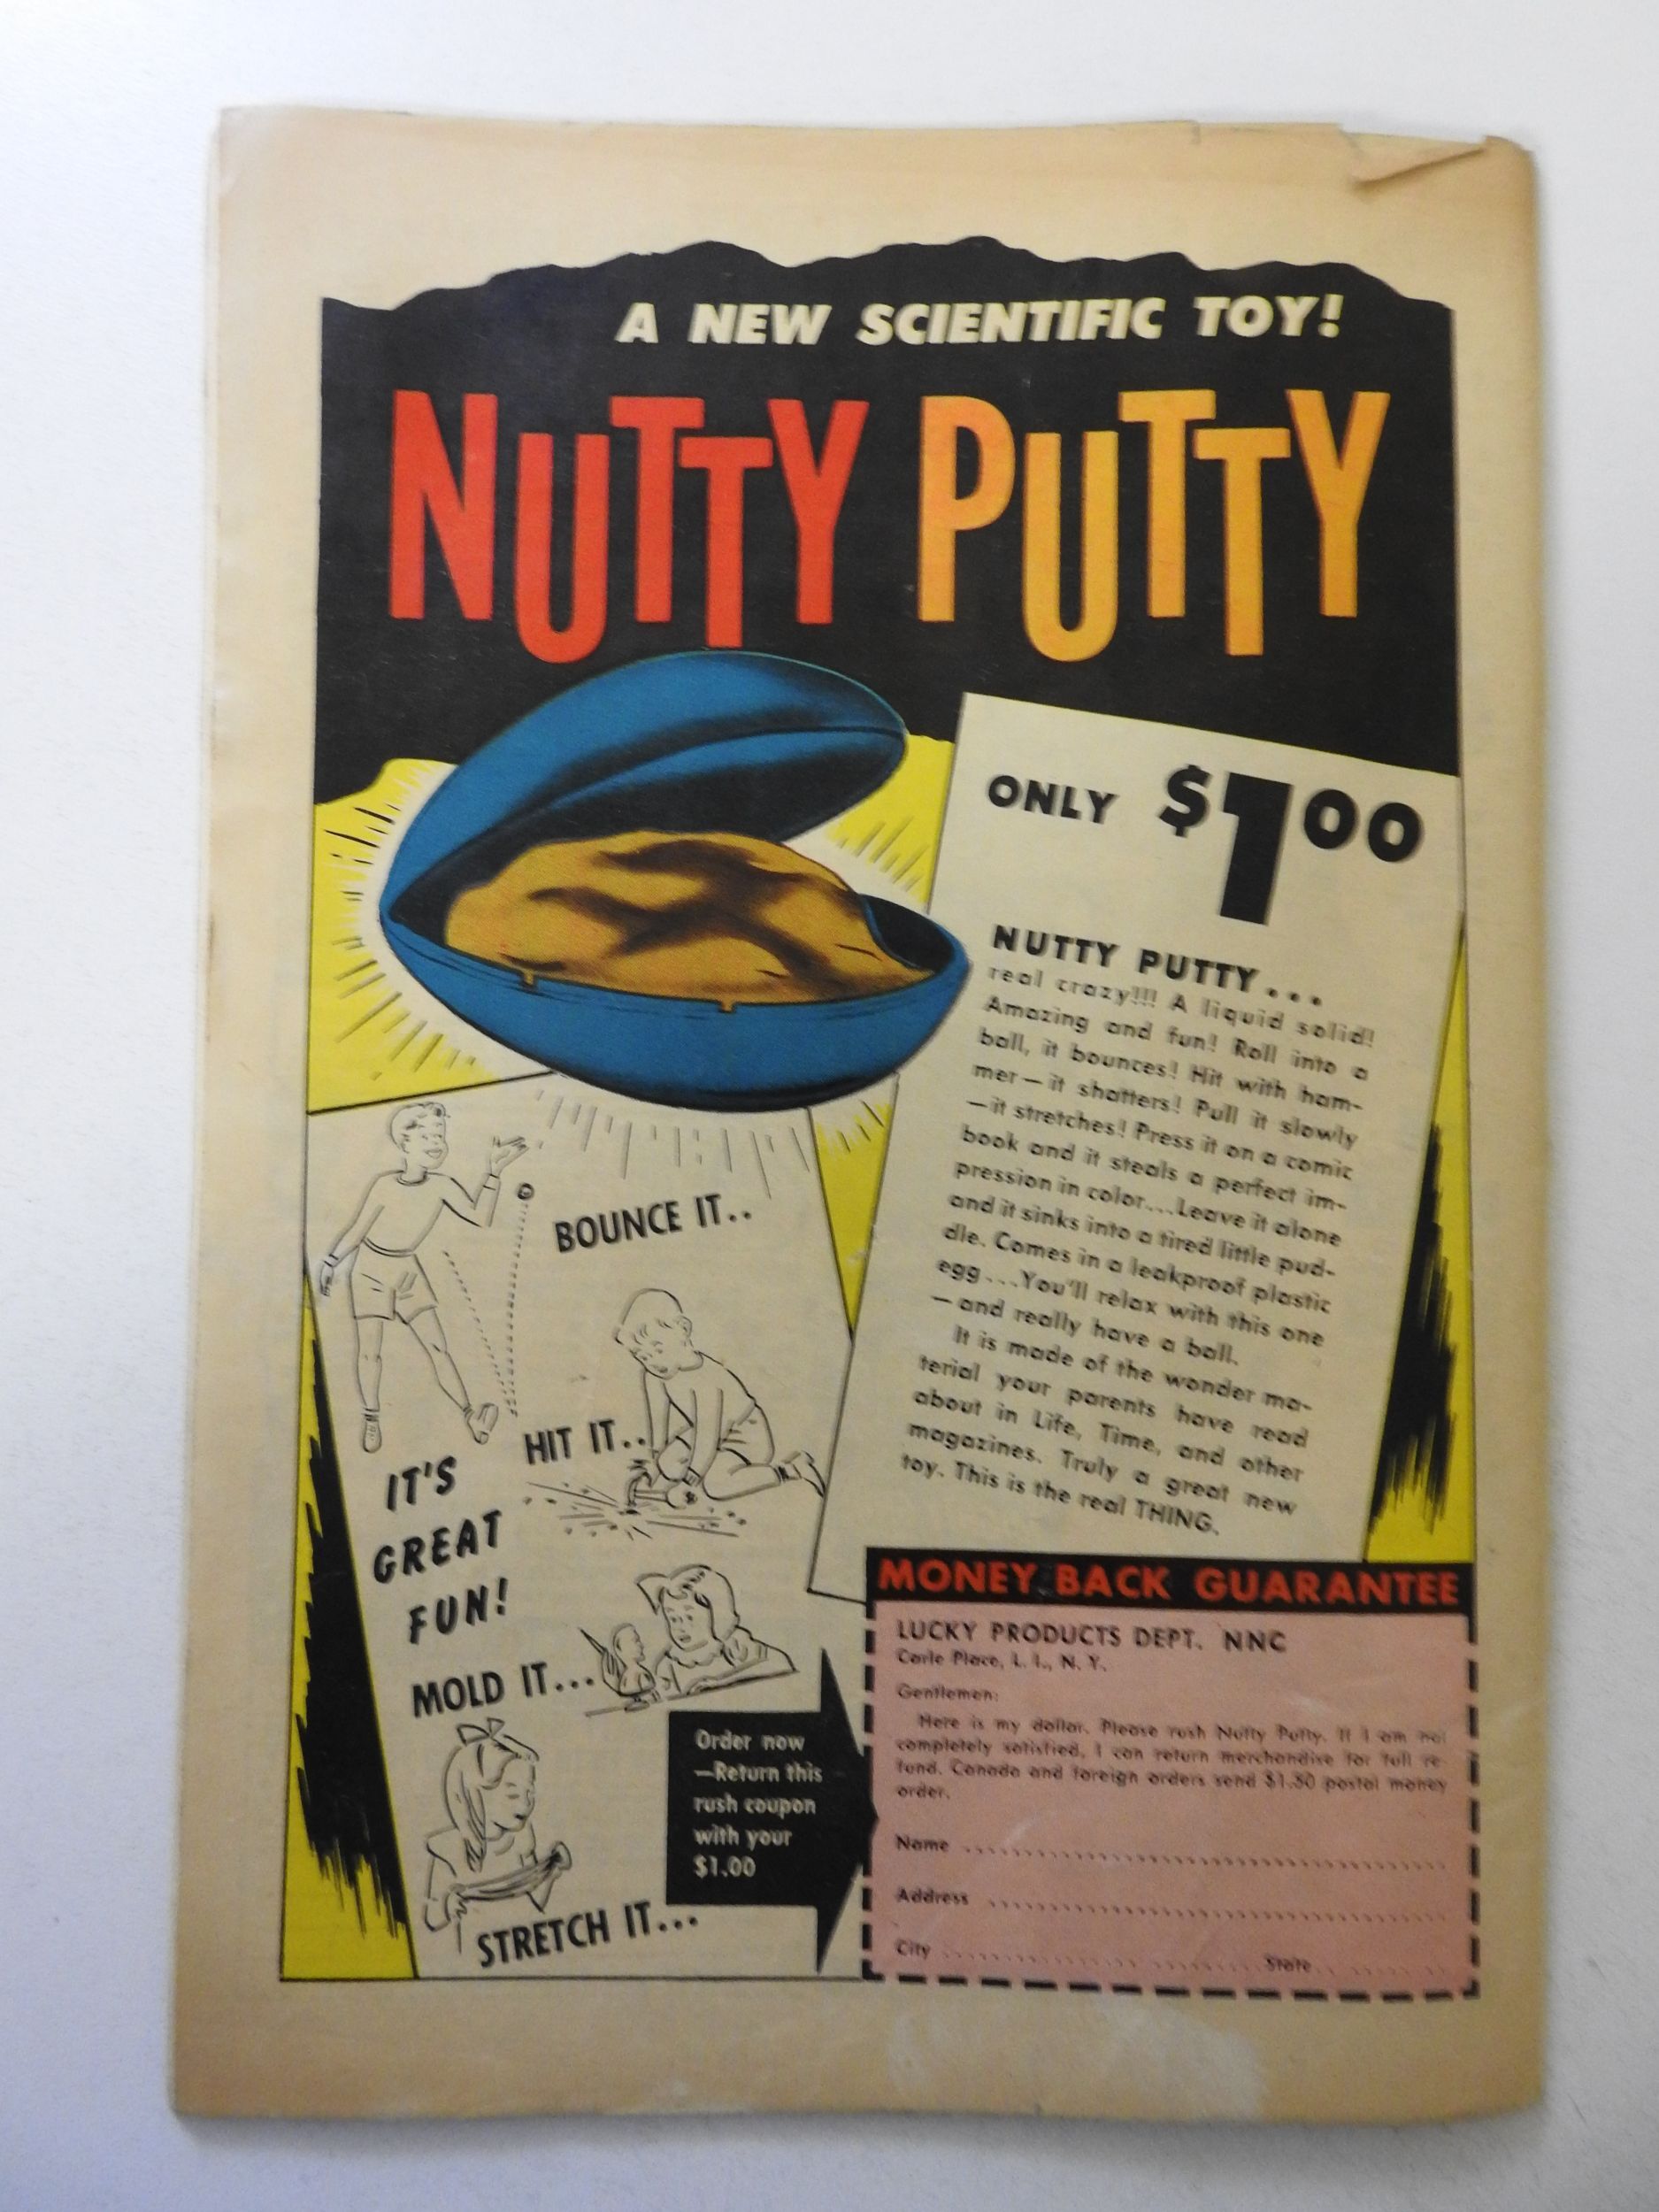 A NEW SCIENTIFIC TOY!
NUTTY PUTTY
ONLY $1.00
NUTTY PUTTY...
real crazy!!! A liquid solid!
Amazing and fun! Roll into a
ball, it bounces! Hit with ham-
mer—it shatters! Pull it slowly
—it stretches! Press it on a comic
book and it steals a perfect im-
pression in color...Leave it alone
and it sinks into a tired little pud-
dle. Comes in a leakproof plastic
egg...You'll relax with this one
—and really have a ball.
It is made of the wonder ma-
terial your parents have read
about in Life, Time, and other
magazines. Truly a great new
toy. This is the real THING.
BOUNCE IT..
HIT IT..
IT'S
GREAT
FUN!
MOLD IT...
STRETCH IT...
Order now
—Return this
rush coupon
with your
$1.00
MONEY BACK GUARANTEE
LUCKY PRODUCTS DEPT. NNC
Carle Place, L. I., N. Y.
Gentlemen:
Here is my dollar. Please rush Nutty Putty. If I am not
completely satisfied, I can return merchandise for full re-
fund. Canada and foreign orders send $1.50 postal money
order.
Name
Address
City State